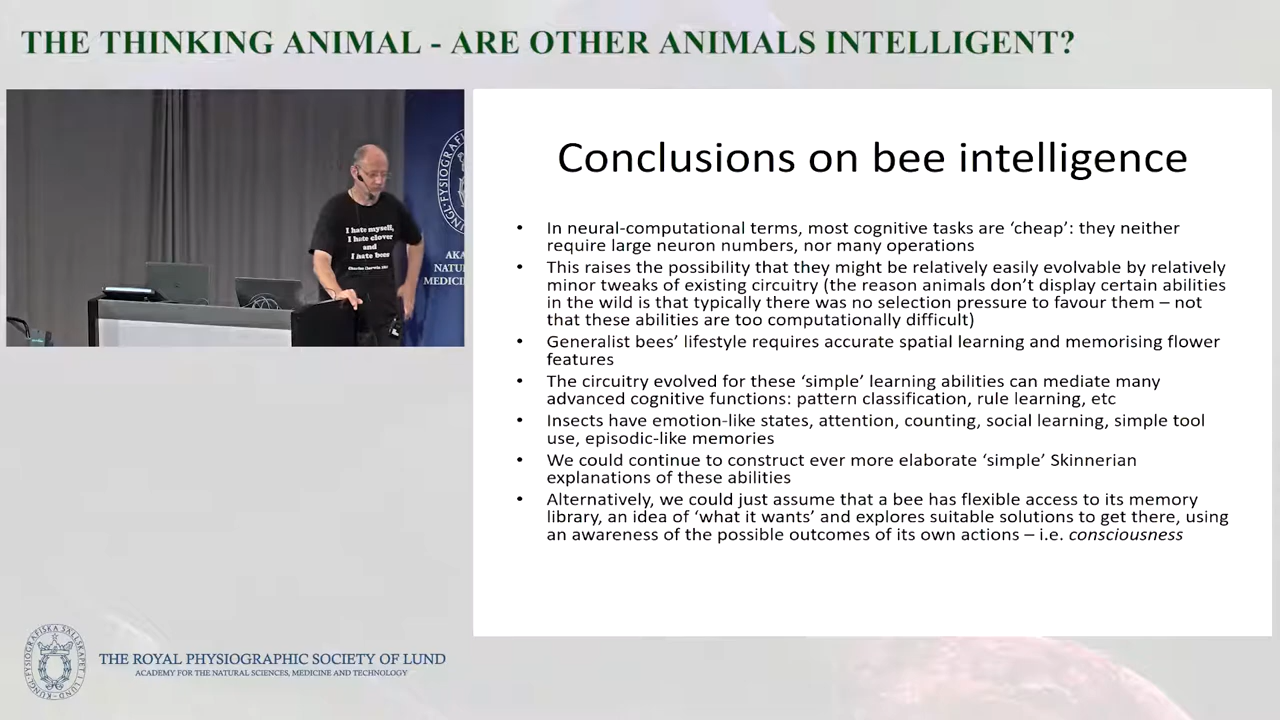 THE THINKING ANIMAL - ARE OTHER ANIMALS INTELLIGENT?
I hate myself,
I hate clover
and
I hate bees
FYSIOGRAFIS
KUNGL.
AKA
NATU
MEDICI
Conclusions on bee intelligence
• In neural-computational terms, most cognitive tasks are ‘cheap’: they neither
require large neuron numbers, nor many operations
• This raises the possibility that they might be relatively easily evolvable by relatively
minor tweaks of existing circuitry (the reason animals don’t display certain abilities
in the wild is that typically there was no selection pressure to favour them – not
that these abilities are too computationally difficult)
• Generalist bees’ lifestyle requires accurate spatial learning and memorising flower
features
• The circuitry evolved for these ‘simple’ learning abilities can mediate many
advanced cognitive functions: pattern classification, rule learning, etc
• Insects have emotion-like states, attention, counting, social learning, simple tool
use, episodic-like memories
• We could continue to construct ever more elaborate ‘simple’ Skinnerian
explanations of these abilities
• Alternatively, we could just assume that a bee has flexible access to its memory
library, an idea of ‘what it wants’ and explores suitable solutions to get there, using
an awareness of the possible outcomes of its own actions – i.e. consciousness
THE ROYAL PHYSIOGRAPHIC SOCIETY OF LUND
ACADEMY FOR THE NATURAL SCIENCES, MEDICINE AND TECHNOLOGY